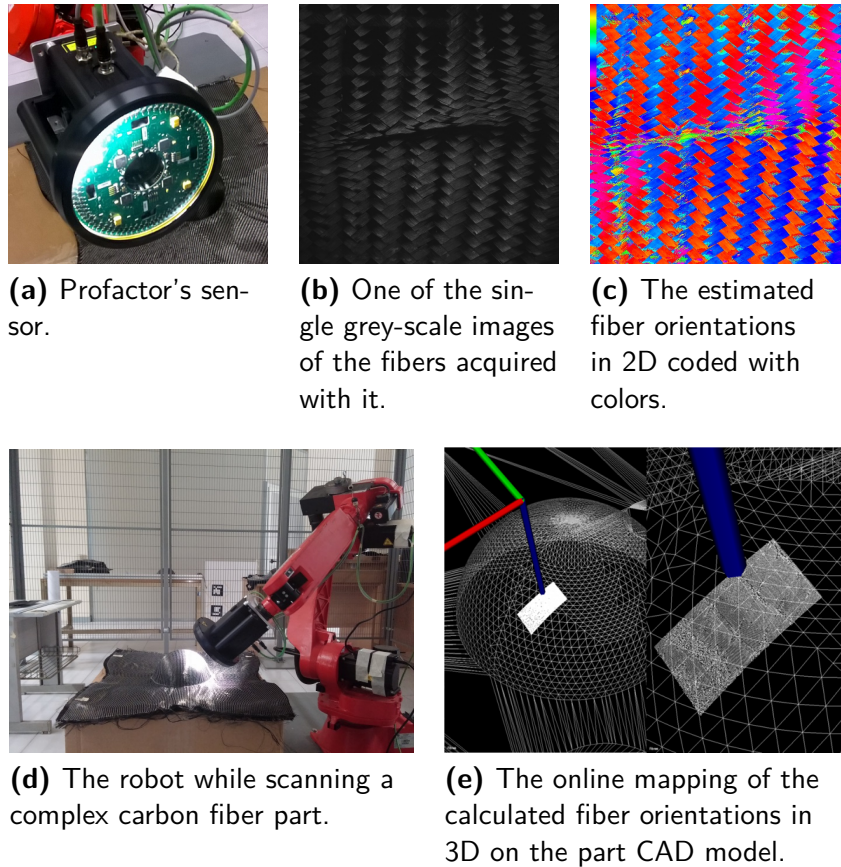 (a) Profactor's sen-
sor.
(b) One of the sin-
gle grey-scale images
of the fibers acquired
with it.
(c) The estimated
fiber orientations
in 2D coded with
colors.
(d) The robot while scanning a
complex carbon fiber part.
(e) The online mapping of the
calculated fiber orientations in
3D on the part CAD model.